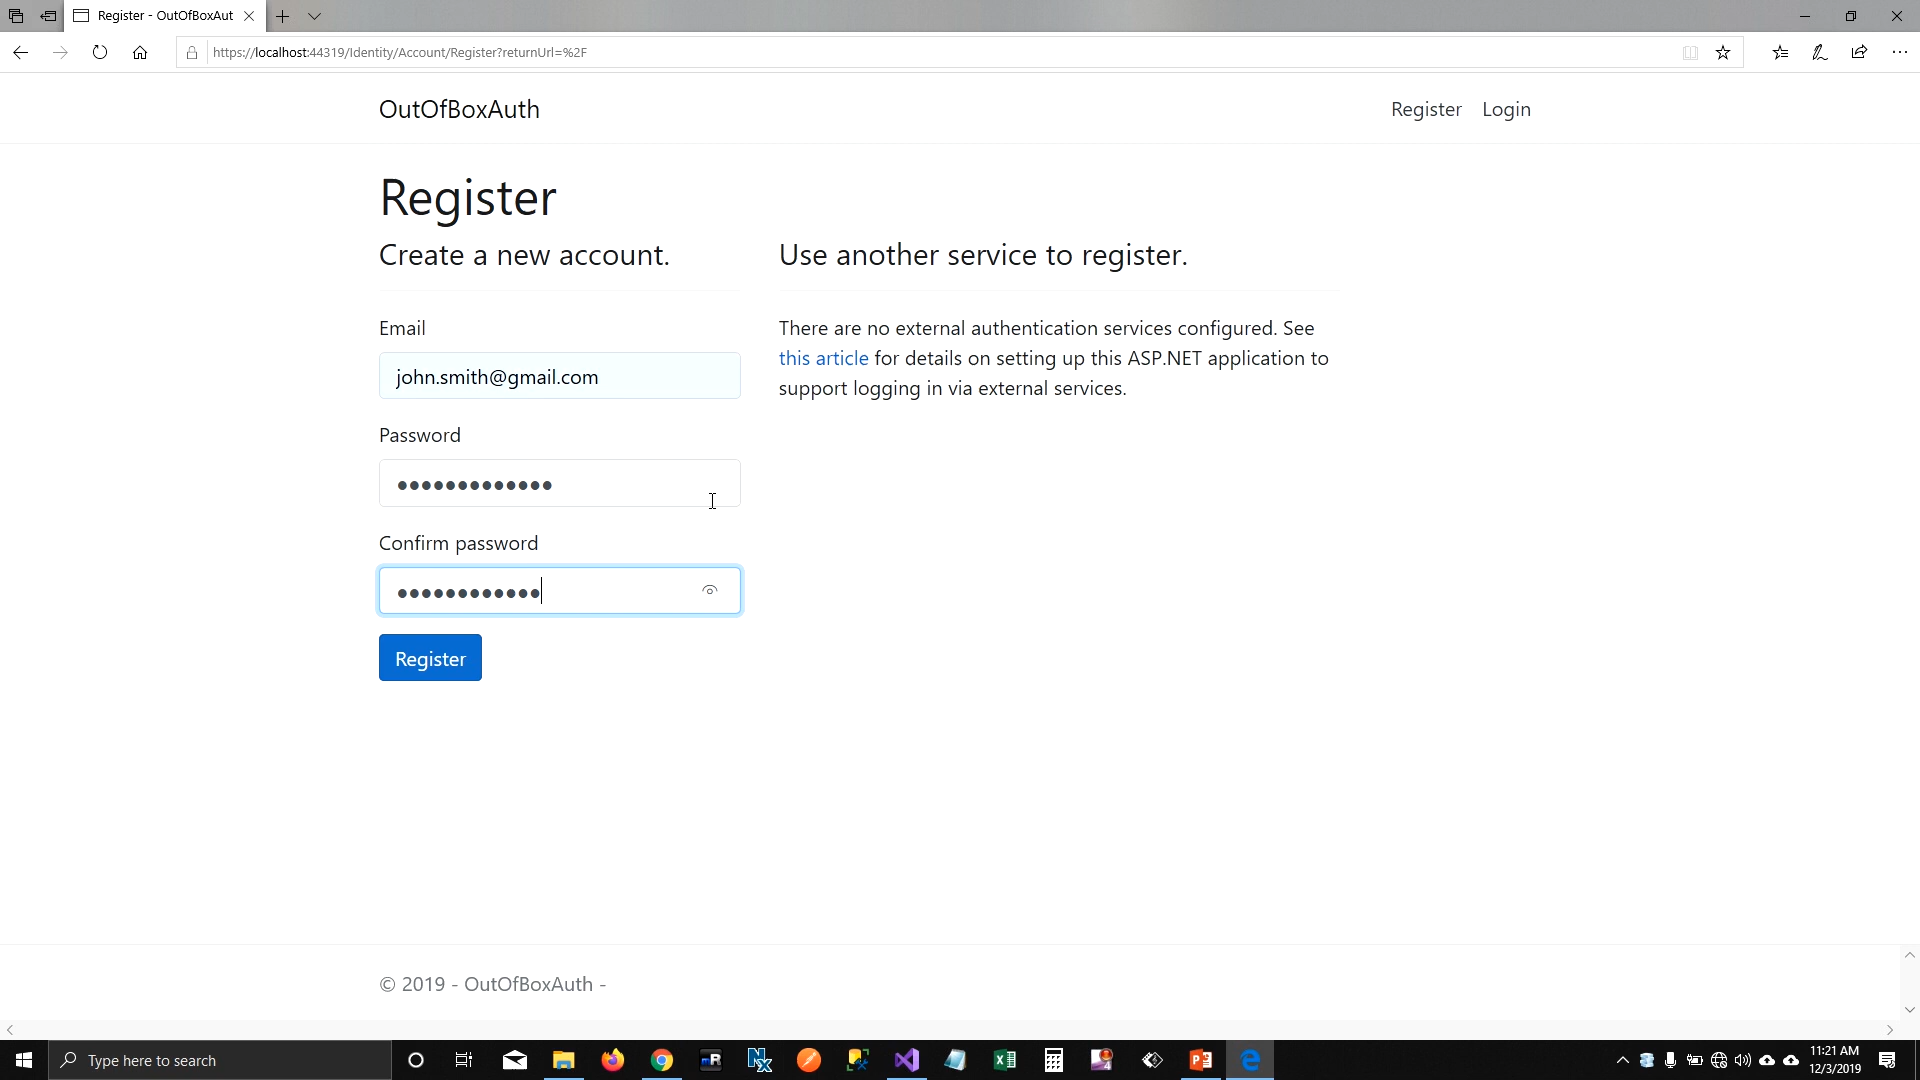 Register - OutOfBoxAut
https://localhost:44319/Identity/Account/Register?returnUrl=%2F
OutOfBoxAuth
Register
Login
Register
Create a new account.
Use another service to register.
Email
john.smith@gmail.com
Password
Confirm password
Register
There are no external authentication services configured. See
this article for details on setting up this ASP.NET application to
support logging in via external services.
© 2019 - OutOfBoxAuth -
Type here to search
11:21 AM
12/3/2019